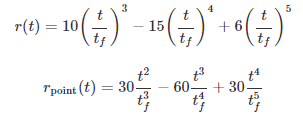 r(t) = 10(t/t_f)^3 − 15(t/t_f)^4 + 6(t/t_f)^5
r_point(t) = 30 t^2/t_f^3 − 60 t^3/t_f^4 + 30 t^4/t_f^5